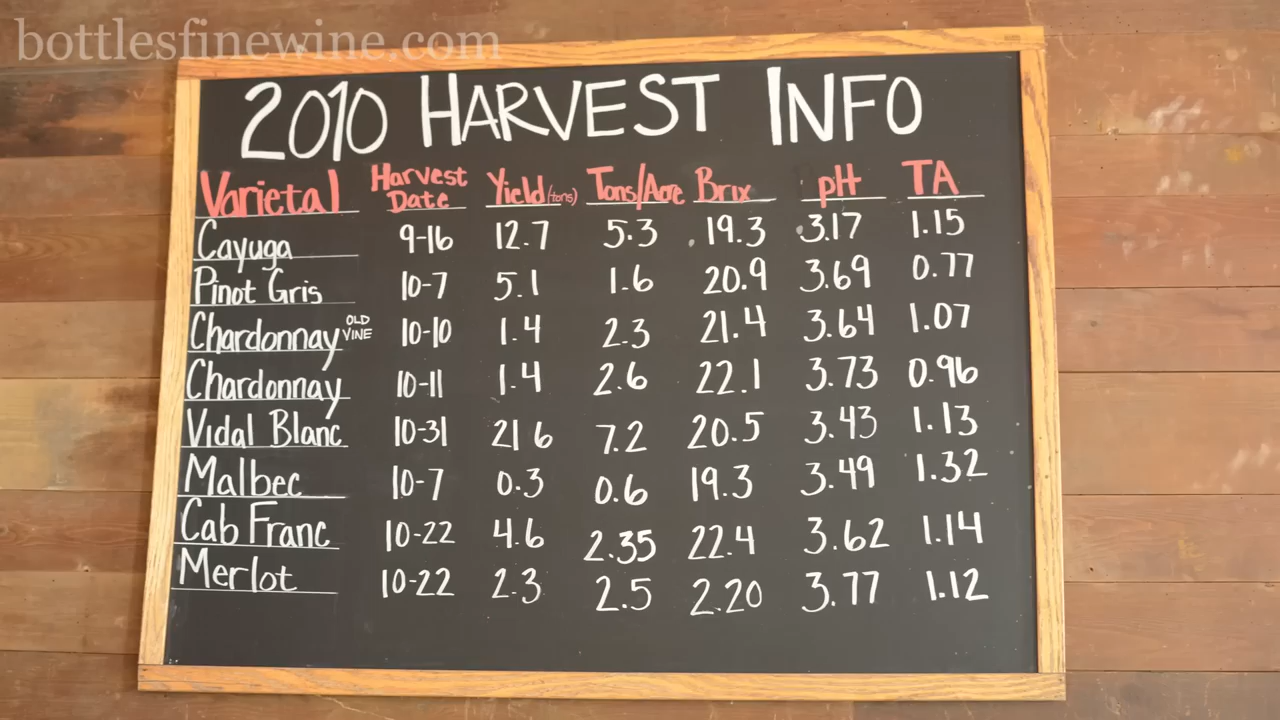 bottlesfinewine.com
2010 HARVEST INFO
Varietal Harvest Date Yield (tons) Tons/Acre Brix pH TA
Cayuga 9-16 12.7 5.3 19.3 3.17 1.15
Pinot Gris 10-7 5.1 1.6 20.9 3.69 0.77
Chardonnay OLD VINE 10-10 1.4 2.3 21.4 3.64 1.07
Chardonnay 10-11 1.4 2.6 22.1 3.73 0.96
Vidal Blanc 10-31 21 6 7.2 20.5 3.43 1.13
Malbec 10-7 0.3 0.6 19.3 3.49 1.32
Cab Franc 10-22 4.6 2.35 22.4 3.62 1.14
Merlot 10-22 2.3 2.5 2.20 3.77 1.12